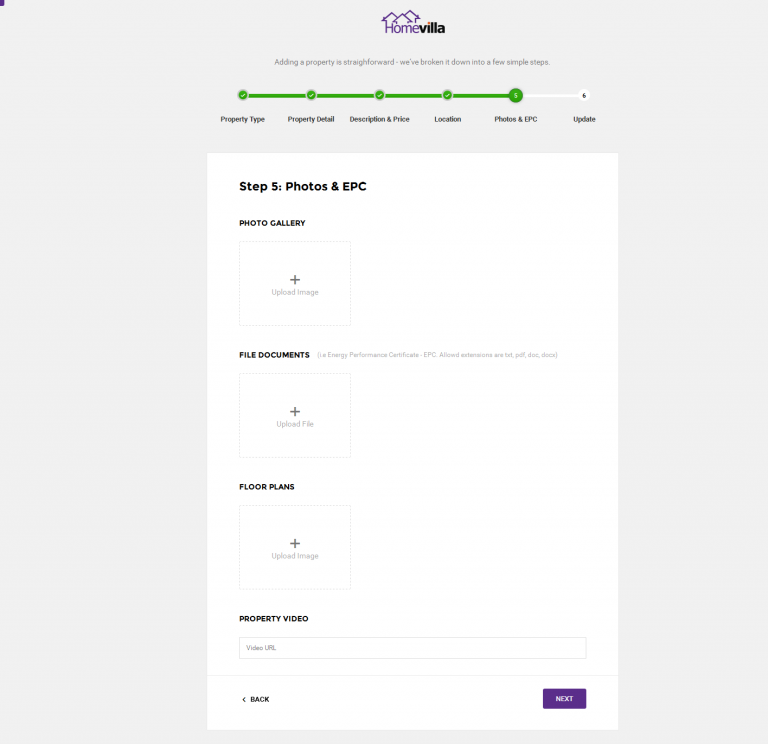 Homevilla
Adding a property is straighforward - we've broken it down into a few simple steps.
5
6
Property Type
Property Detail
Description & Price
Location
Photos & EPC
Update
Step 5: Photos & EPC
PHOTO GALLERY
+
Upload Image
FILE DOCUMENTS (i.e Energy Performance Certificate - EPC. Allowd extensions are txt, pdf, doc, docx)
+
Upload File
FLOOR PLANS
+
Upload Image
PROPERTY VIDEO
Video URL
< BACK
NEXT